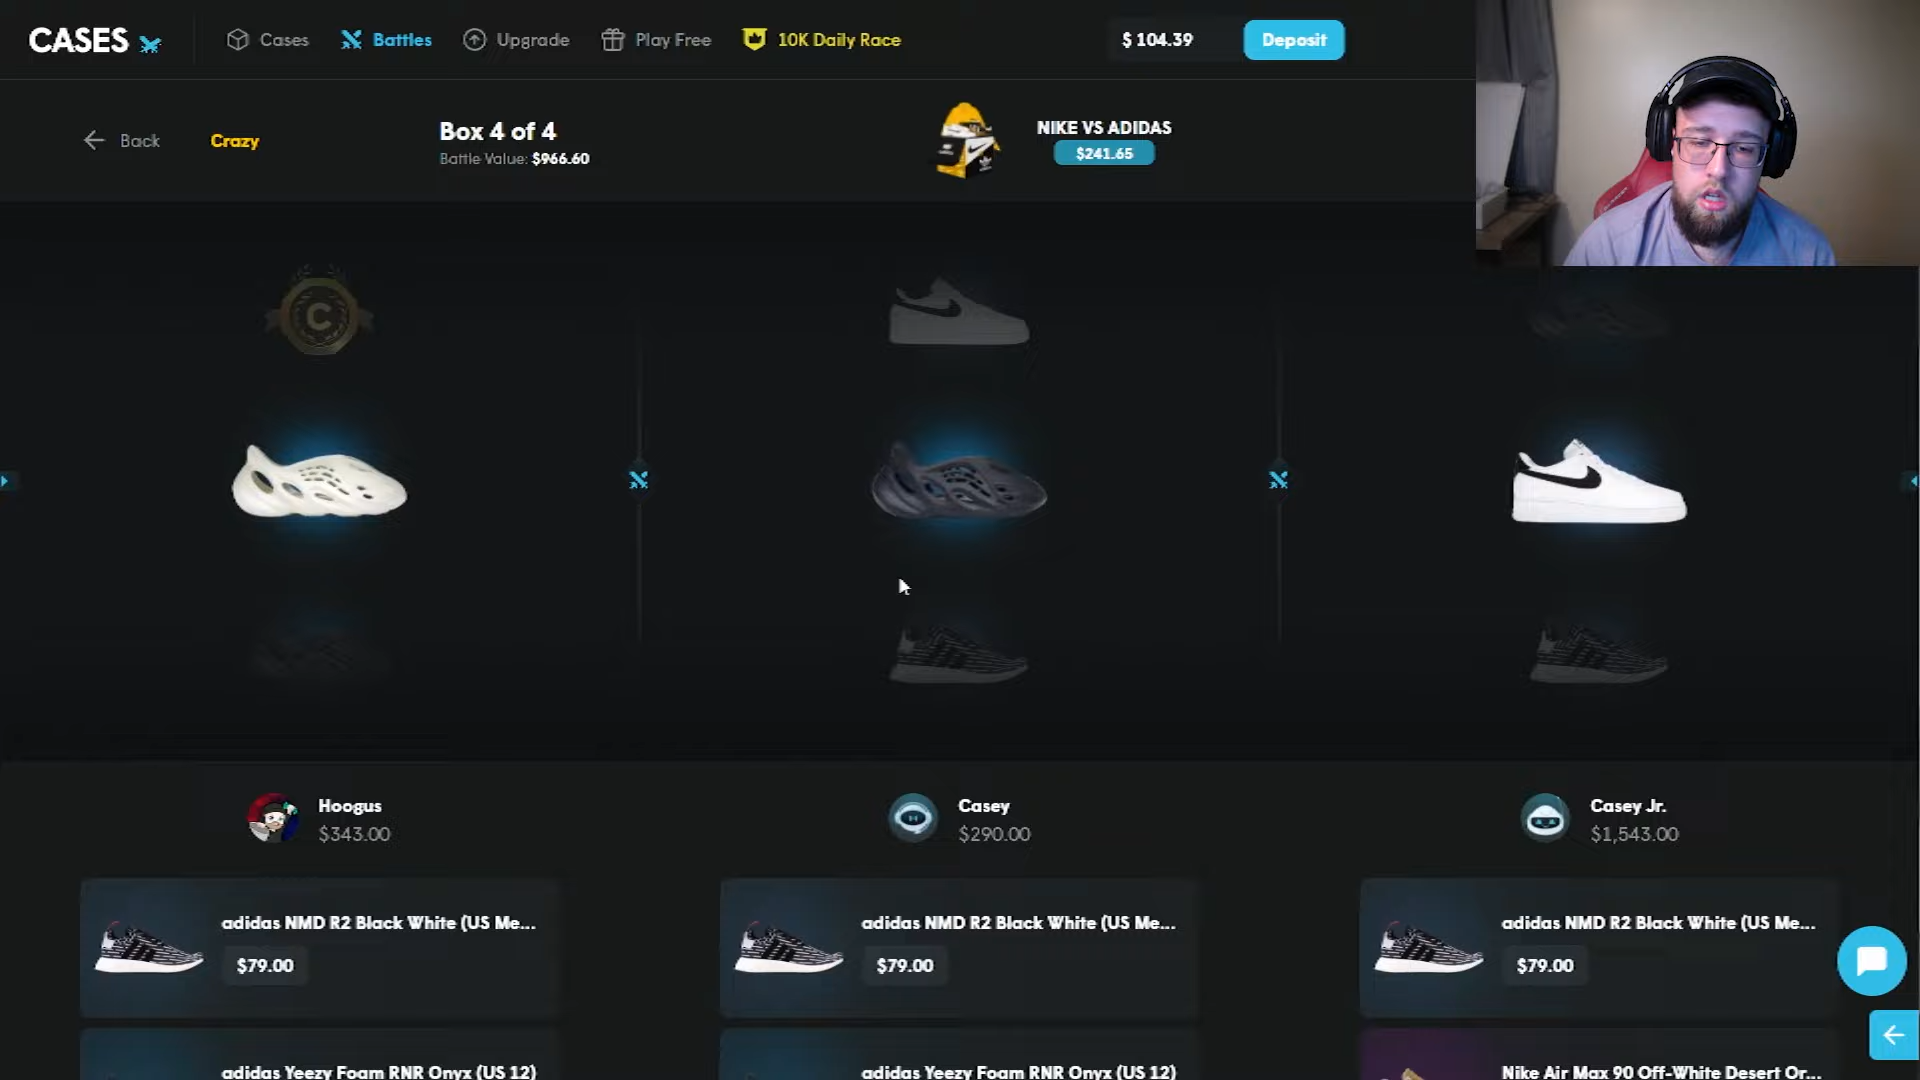 CASES
Cases
Battles
Upgrade
Play Free
10K Daily Race
$ 104.39
Deposit
Back
Crazy
Box 4 of 4
Battle Value: $966.60
NIKE VS ADIDAS
$241.65
C
Hoogus
$343.00
Casey
$290.00
Casey Jr.
$1,543.00
adidas NMD R2 Black White (US Me...
$79.00
adidas NMD R2 Black White (US Me...
$79.00
adidas NMD R2 Black White (US Me...
$79.00
adidas Yeezy Foam RNR Onyx (US 12)
adidas Yeezy Foam RNR Onyx (US 12)
Nike Air Max 90 Off-White Desert Or...